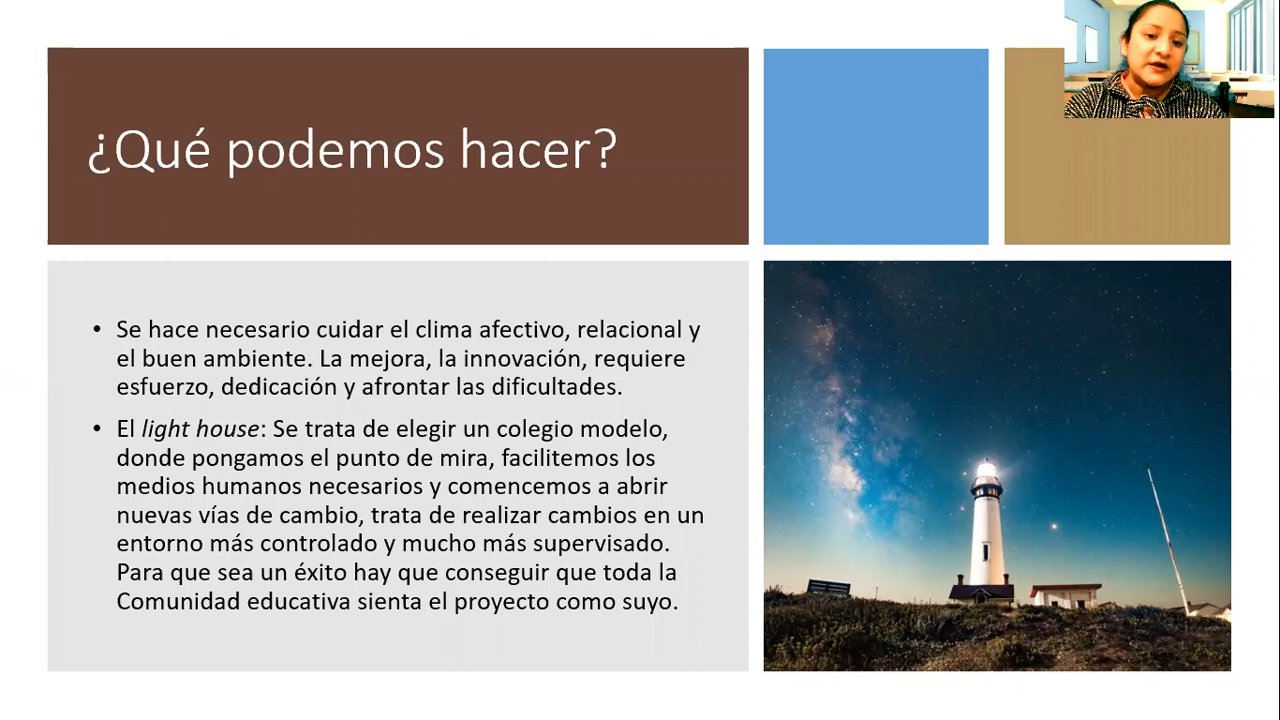 ¿Qué podemos hacer?
• Se hace necesario cuidar el clima afectivo, relacional y
el buen ambiente. La mejora, la innovación, requiere
esfuerzo, dedicación y afrontar las dificultades.
• El light house: Se trata de elegir un colegio modelo,
donde pongamos el punto de mira, facilitemos los
medios humanos necesarios y comencemos a abrir
nuevas vías de cambio, trata de realizar cambios en un
entorno más controlado y mucho más supervisado.
Para que sea un éxito hay que conseguir que toda la
Comunidad educativa sienta el proyecto como suyo.